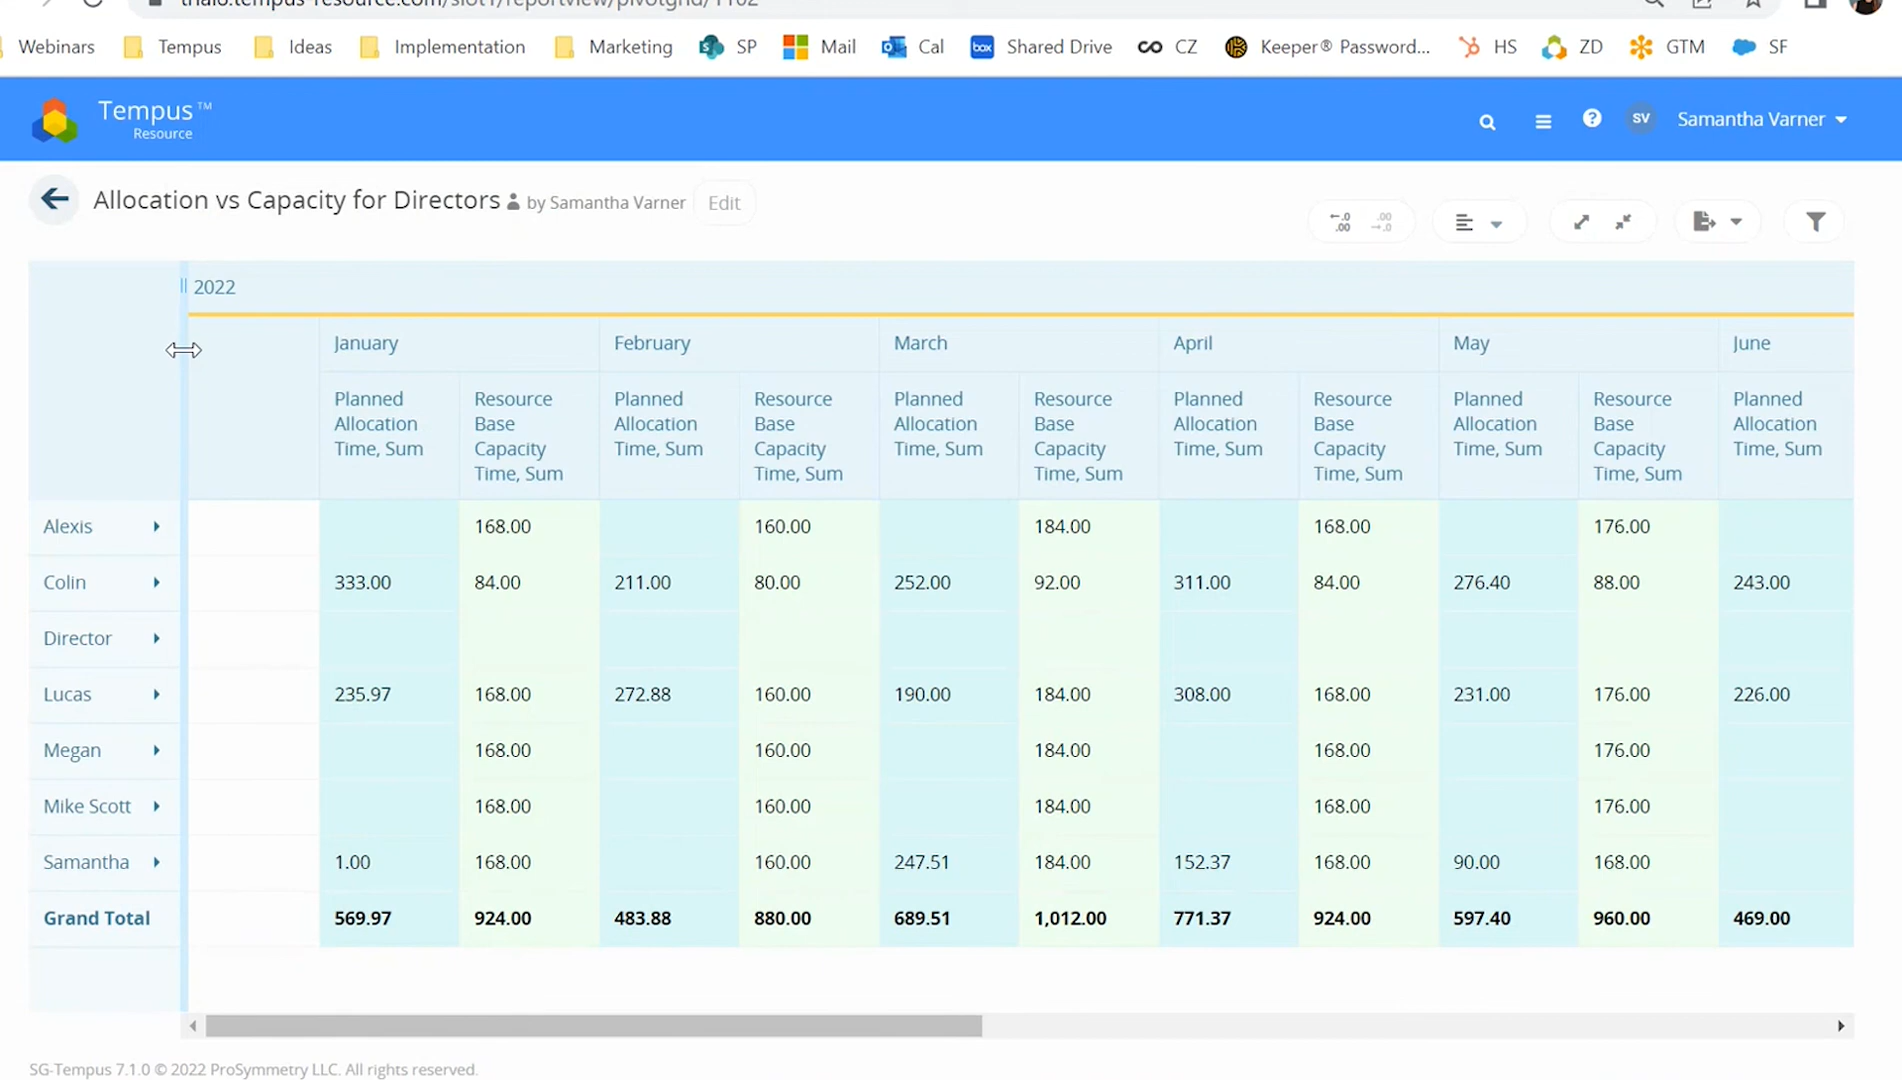 Webinars Tempus Ideas Implementation Marketing SP Mail Cal box Shared Drive CZ Keeper® Password... HS ZD GTM SF
Tempus™
Resource
SV Samantha Varner
Allocation vs Capacity for Directors by Samantha Varner Edit
2022
January February March April May June
Planned Allocation Time, Sum Resource Base Capacity Time, Sum Planned Allocation Time, Sum Resource Base Capacity Time, Sum Planned Allocation Time, Sum Resource Base Capacity Time, Sum Planned Allocation Time, Sum Resource Base Capacity Time, Sum Planned Allocation Time, Sum Resource Base Capacity Time, Sum Planned Allocation Time, Sum
Alexis 168.00 160.00 184.00 168.00 176.00
Colin 333.00 84.00 211.00 80.00 252.00 92.00 311.00 84.00 276.40 88.00 243.00
Director
Lucas 235.97 168.00 272.88 160.00 190.00 184.00 308.00 168.00 231.00 176.00 226.00
Megan 168.00 160.00 184.00 168.00 176.00
Mike Scott 168.00 160.00 184.00 168.00 176.00
Samantha 1.00 168.00 160.00 247.51 184.00 152.37 168.00 90.00 168.00
Grand Total 569.97 924.00 483.88 880.00 689.51 1,012.00 771.37 924.00 597.40 960.00 469.00
SG-Tempus 7.1.0 © 2022 ProSymmetry LLC. All rights reserved.